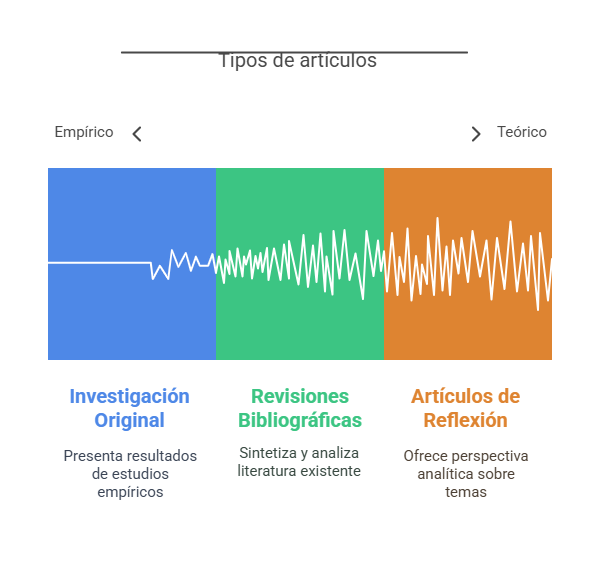 Tipos de artículos
Empírico
Teórico
Investigación
Original
Presenta resultados
de estudios
empíricos
Revisiones
Bibliográficas
Sintetiza y analiza
literatura existente
Artículos de
Reflexión
Ofrece perspectiva
analítica sobre
temas